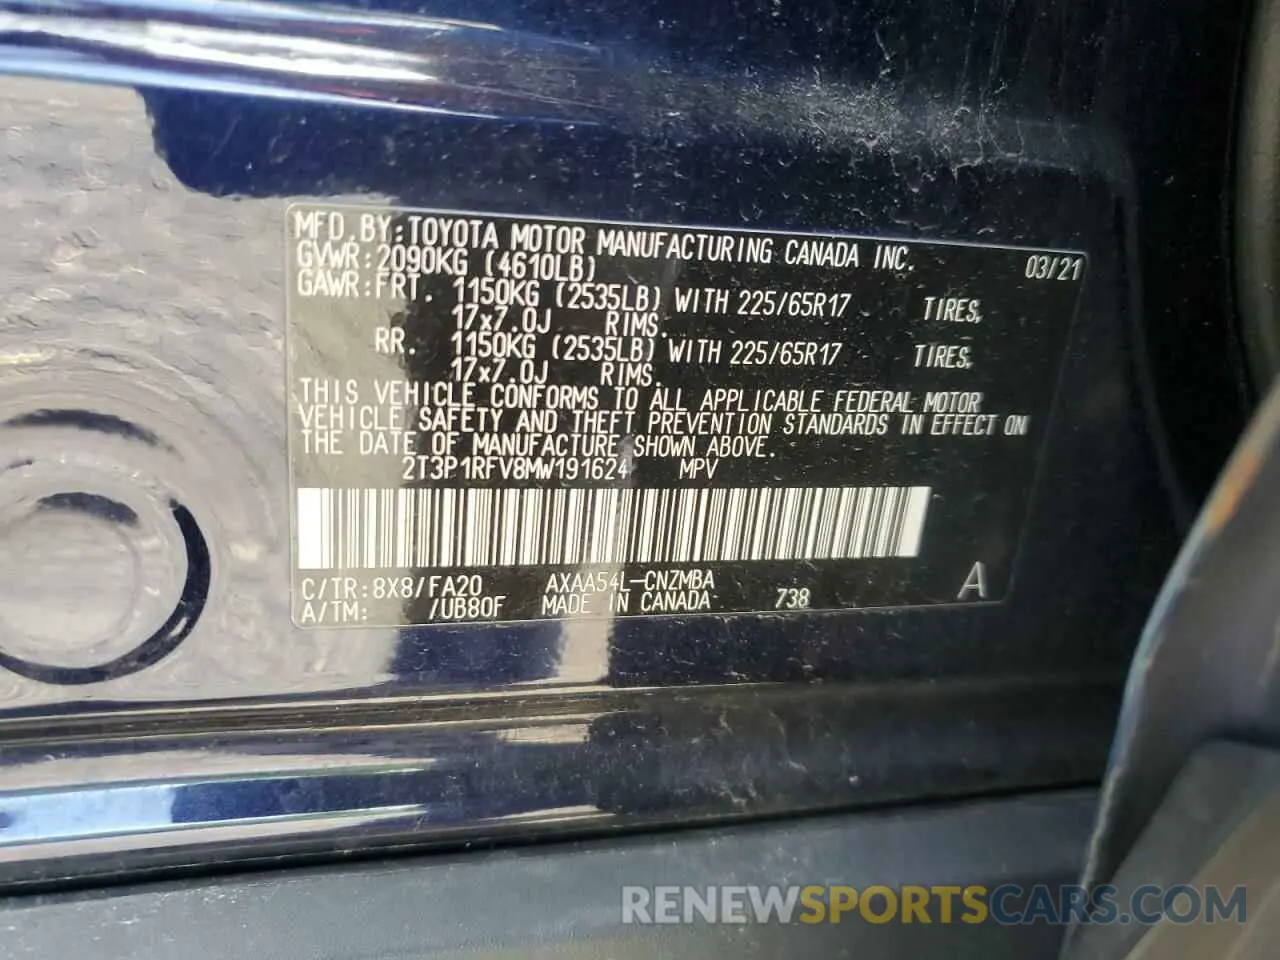 MFD.BY:TOYOTA MOTOR MANUFACTURING CANADA INC. 03/21
GVWR:2090KG (4610LB)
GAWR:FRT. 1150KG (2535LB) WITH 225/65R17 TIRES,
17x7.0J RIMS.
RR. 1150KG (2535LB) WITH 225/65R17 TIRES,
17x7.0J RIMS.
THIS VEHICLE CONFORMS TO ALL APPLICABLE FEDERAL MOTOR
VEHICLE SAFETY AND THEFT PREVENTION STANDARDS IN EFFECT ON
THE DATE OF MANUFACTURE SHOWN ABOVE.
2T3P1RFV8MW191624 MPV
C/TR:8X8/FA20 AXAA54L-CNZMBA A
A/TM: /UB80F MADE IN CANADA 738
RENEWSPORTSCARS.COM